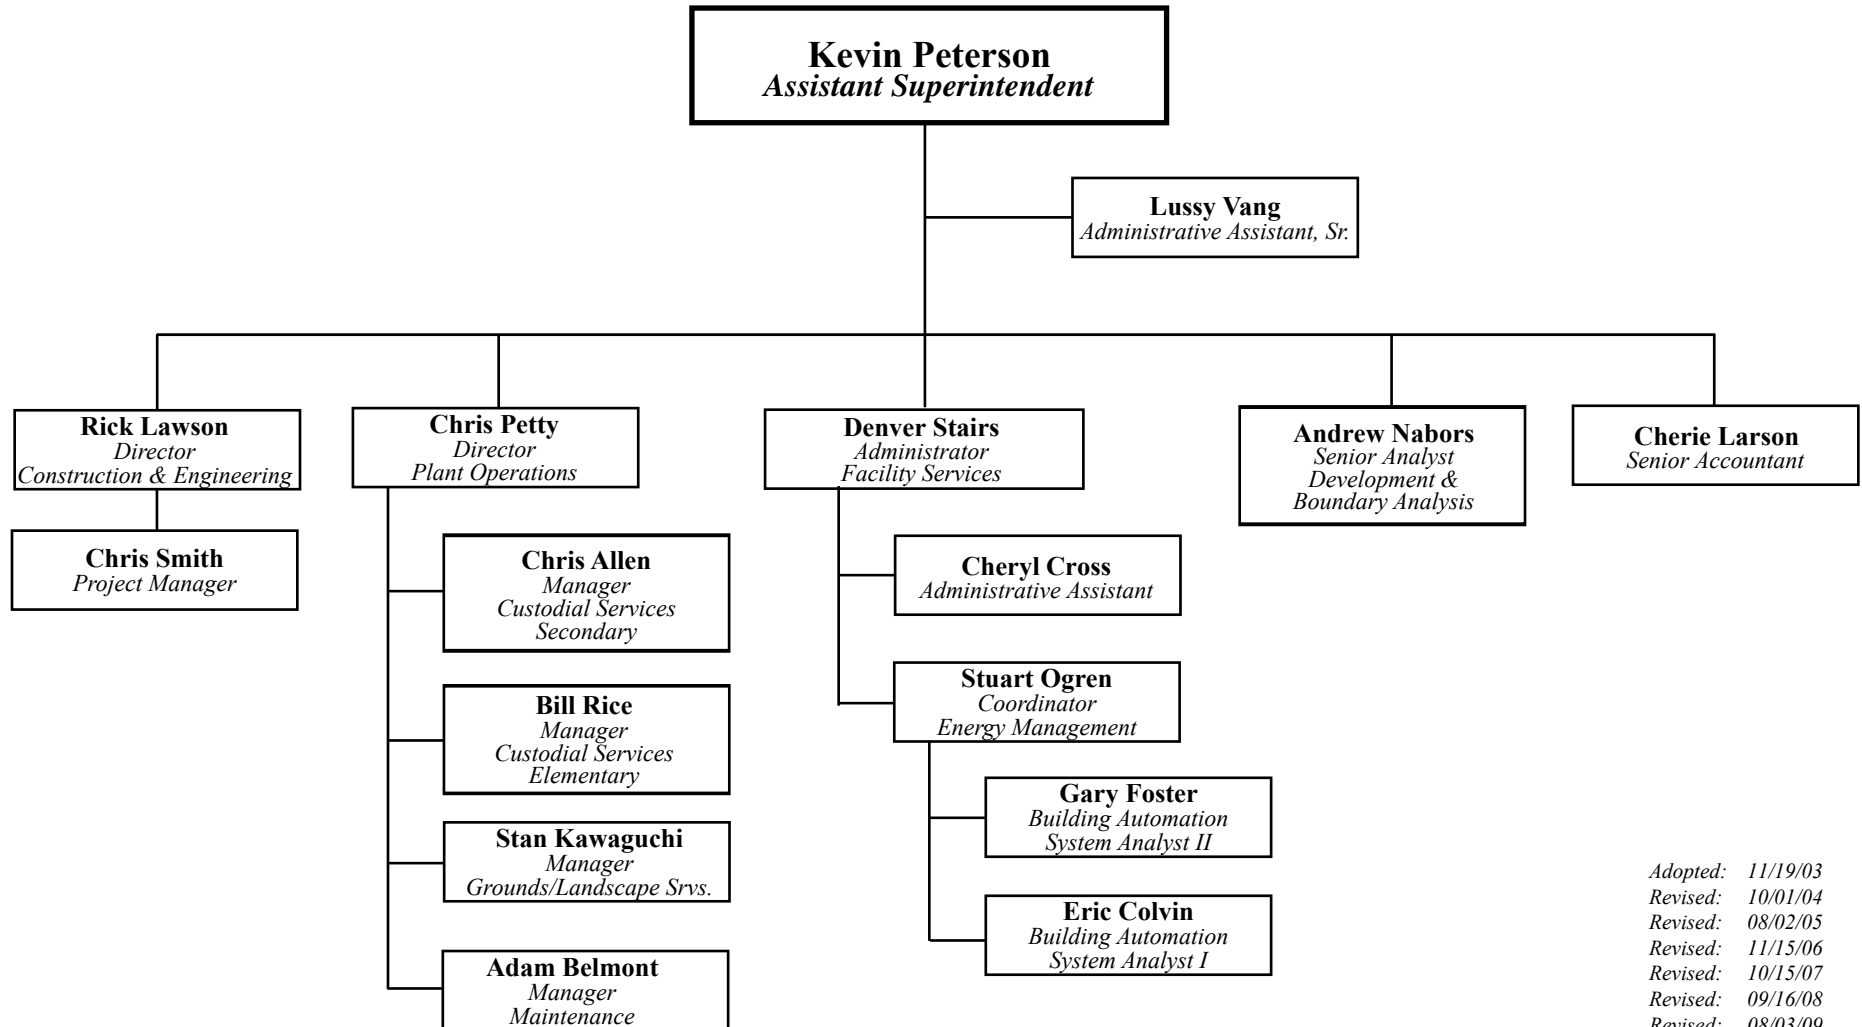 Kevin Peterson
Assistant Superintendent
Lussy Vang
Administrative Assistant, Sr.
Rick Lawson
Director
Construction & Engineering
Chris Petty
Director
Plant Operations
Denver Stairs
Administrator
Facility Services
Andrew Nabors
Senior Analyst
Development &
Boundary Analysis
Cherie Larson
Senior Accountant
Chris Smith
Project Manager
Chris Allen
Manager
Custodial Services
Secondary
Bill Rice
Manager
Custodial Services
Elementary
Stan Kawaguchi
Manager
Grounds/Landscape Srvs.
Adam Belmont
Manager
Maintenance
Cheryl Cross
Administrative Assistant
Stuart Ogren
Coordinator
Energy Management
Gary Foster
Building Automation
System Analyst II
Eric Colvin
Building Automation
System Analyst I
Adopted: 11/19/03
Revised: 10/01/04
Revised: 08/02/05
Revised: 11/15/06
Revised: 10/15/07
Revised: 09/16/08
Revised: 08/03/09